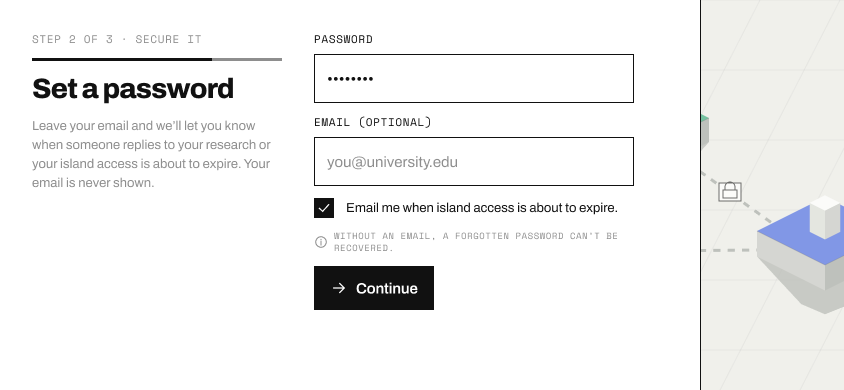 STEP 2 OF 3 · SECURE IT
Set a password
Leave your email and we'll let you know
when someone replies to your research or
your island access is about to expire. Your
email is never shown.
PASSWORD
••••••••
EMAIL (OPTIONAL)
you@university.edu
Email me when island access is about to expire.
WITHOUT AN EMAIL, A FORGOTTEN PASSWORD CAN'T BE
RECOVERED.
Continue